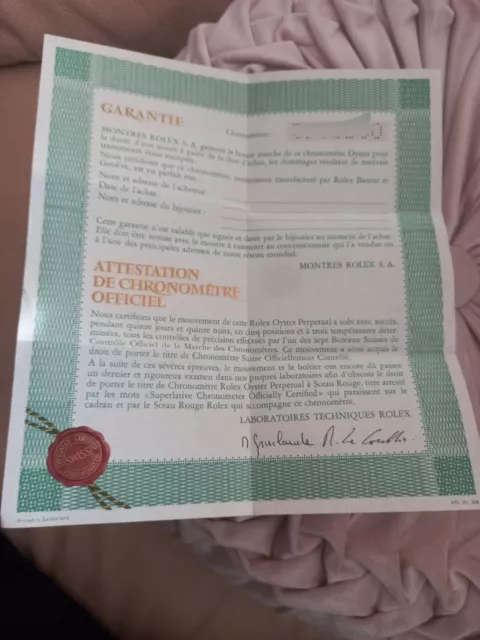 GARANTIE
Chronomètre:
MONTRES ROLEX S.A. garantit la bonne marche de ce chronomètre Oyster pour
la durée d'une année à partir de la date d'achat, les dommages résultant de mauvais
traitements étant exceptés.
Nous certifions que ce chronomètre, manufacturé par Rolex Bienne et
Genève, est en parfait état.
Nom et adresse de l'acheteur
Date de l'achat
Nom et adresse du bijoutier
Cette garantie n'est valable que signée et datée par le bijoutier au moment de l'achat.
Elle doit être remise avec la montre à examiner au concessionnaire qui l'a vendue ou
à l'une des principales adresses de notre réseau mondial.
MONTRES ROLEX S.A.
ATTESTATION
DE CHRONOMÈTRE
OFFICIEL
Nous certifions que le mouvement de cette Rolex Oyster Perpetual a subi avec succès,
pendant quinze jours et quinze nuits, en cinq positions et à trois températures déter-
minées, tous les contrôles de précision effectués par l'un des sept Bureaux Suisses de
Contrôle Officiel de la Marche des Chronomètres. Ce mouvement a ainsi acquis le
droit de porter le titre de Chronomètre Suisse Officiellement Contrôlé.
A la suite de ces sévères épreuves, le mouvement et le boîtier ont encore dû passer
un dernier et rigoureux examen dans nos propres laboratoires afin d'obtenir le droit
de porter le titre de Chronomètre Rolex Oyster Perpetual à Sceau Rouge, titre attesté
par les mots «Superlative Chronometer Officially Certified» qui paraissent sur le
cadran et par le Sceau Rouge Rolex qui accompagne ce chronomètre.
LABORATOIRES TECHNIQUES ROLEX
SWISS
Printed in Switzerland